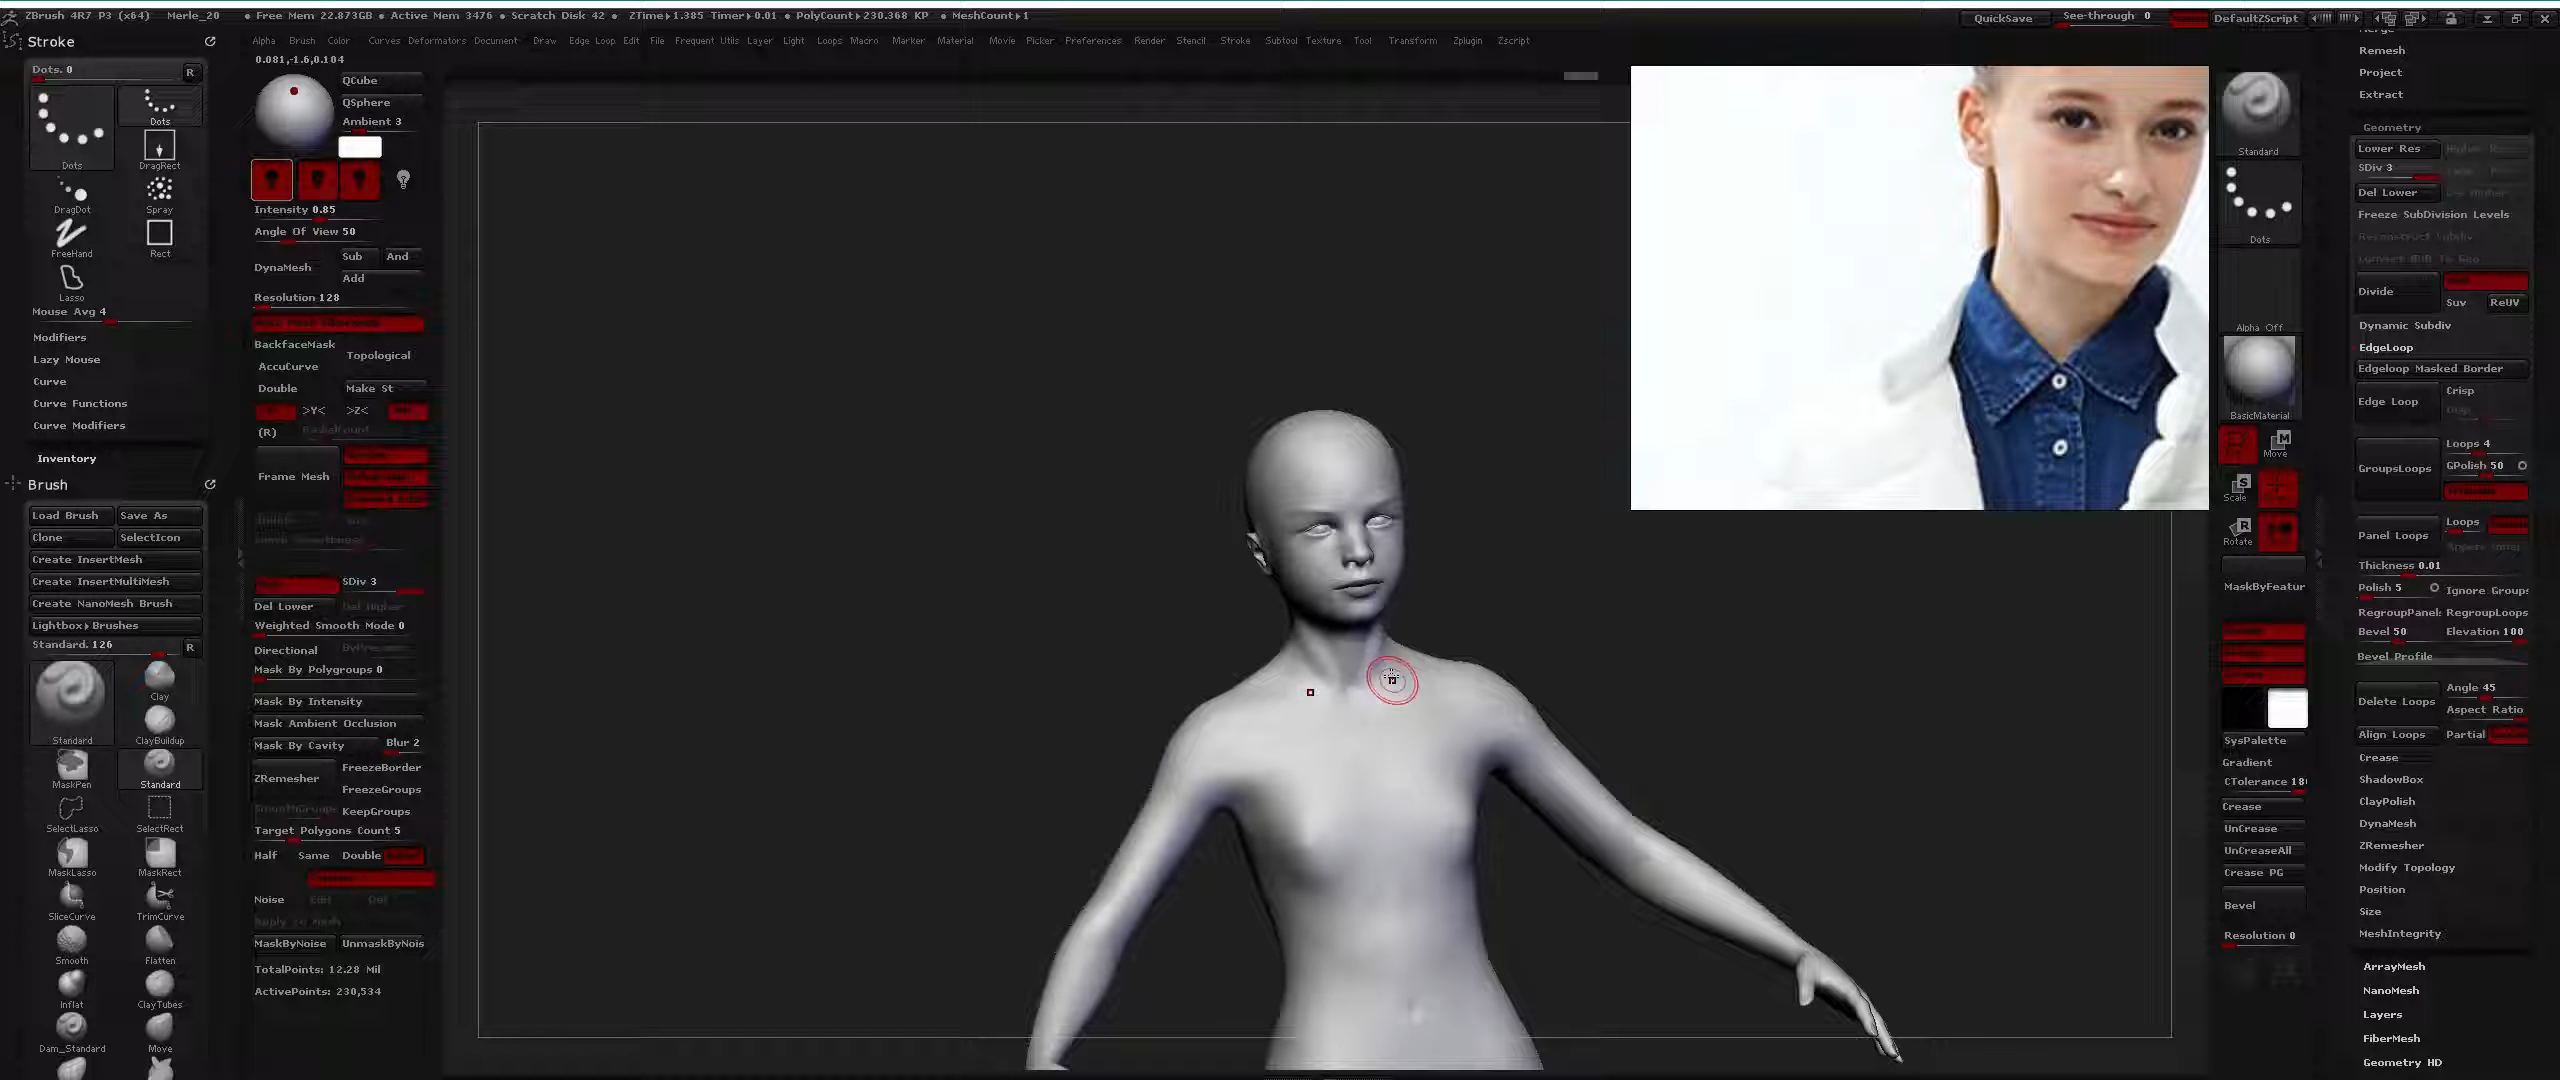 ZBrush 4R7 P3 (x64) Merle_20 • Free Mem 22.873GB • Active Mem 3476 • Scratch Disk 42 • ZTime▸1.385 Timer▸0.01 • PolyCount▸230.368 KP • MeshCount▸1
QuickSave See-through 0 DefaultZScript
Alpha Brush Color Curves Deformators Document Draw Edge Loop Edit File Frequent Utils Layer Light Loops Macro Marker Material Movie Picker Preferences Render Stencil Stroke Subtool Texture Tool Transform Zplugin Zscript
0.081,-1.6,0.104
Stroke
Dots. 0 R
Dots
Dots
DragRect
DragDot
Spray
FreeHand
Rect
Lasso
Mouse Avg 4
Modifiers
Lazy Mouse
Curve
Curve Functions
Curve Modifiers
Inventory
Brush
Load Brush Save As
Clone SelectIcon
Create InsertMesh
Create InsertMultiMesh
Create NanoMesh Brush
Lightbox▸Brushes
Standard. 126 R
Standard
Clay
ClayBuildup
MaskPen
Standard
SelectLasso
SelectRect
MaskLasso
MaskRect
SliceCurve
TrimCurve
Smooth
Flatten
Inflat
ClayTubes
Dam_Standard
Move
QCube
QSphere
Ambient 3
Intensity 0.85
Angle Of View 50
DynaMesh
Sub And
Add
Resolution 128
BackfaceMask
Topological
AccuCurve
Double Make St
>Y< >Z<
(R)
Frame Mesh
SDiv 3
Del Lower Del Higher
Weighted Smooth Mode 0
Directional
Mask By Polygroups 0
Mask By Intensity
Mask Ambient Occlusion
Mask By Cavity Blur 2
ZRemesher
FreezeBorder
FreezeGroups
KeepGroups
Target Polygons Count 5
Half Same Double
Noise Edit
MaskByNoise UnmaskByNois
TotalPoints: 12.28 Mil
ActivePoints: 230,534
Standard
Dots
Alpha Off
BasicMaterial
Move
Scale
Rotate
MaskByFeatur
SysPalette
Gradient
CTolerance 18
Crease
UnCrease
UnCreaseAll
Crease PG
Bevel
Resolution 0
Remesh
Project
Extract
Geometry
Lower Res
SDiv 3
Del Lower
Freeze SubDivision Levels
Reconstruct Subdiv
Divide
Suv ReUV
Dynamic Subdiv
EdgeLoop
Edgeloop Masked Border
Edge Loop
Crisp
GroupsLoops
Loops 4
GPolish 50
Panel Loops
Loops
Thickness 0.01
Polish 5 Ignore Groups
RegroupPanels RegroupLoops
Bevel 50 Elevation 100
Bevel Profile
Delete Loops
Angle 45
Aspect Ratio
Align Loops Partial
Crease
ShadowBox
ClayPolish
DynaMesh
ZRemesher
Modify Topology
Position
Size
MeshIntegrity
ArrayMesh
NanoMesh
Layers
FiberMesh
Geometry HD